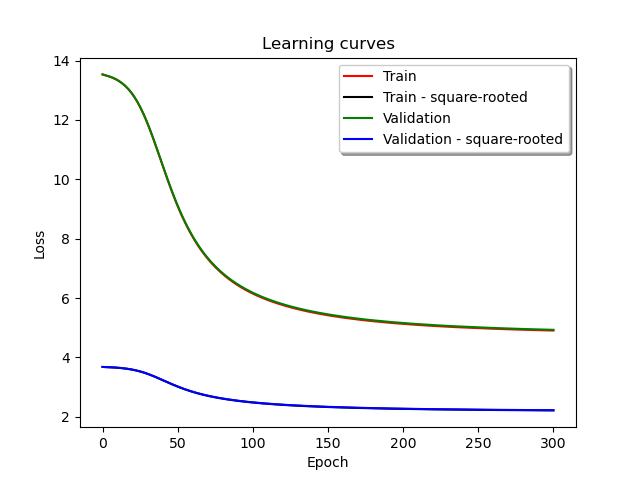 Learning curves
14
12
10
8
6
4
2
Loss
Train
Train - square-rooted
Validation
Validation - square-rooted
0 50 100 150 200 250 300
Epoch